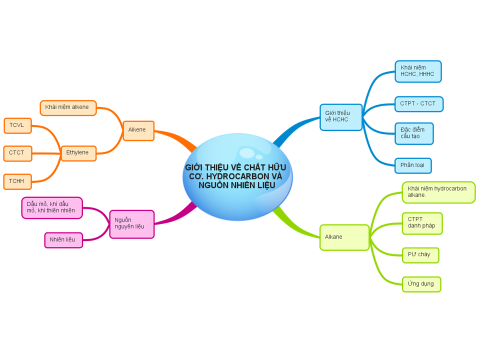 GIỚI THIỆU VỀ CHẤT HỮU
CƠ. HYDROCARBON VÀ
NGUỒN NHIÊN LIỆU
Giới thiệu
về HCHC
Khái niệm
HCHC, HHHC
CTPT - CTCT
Đặc điểm
cấu tạo
Phân loại
Alkane
Khái niệm hydrocarbon
alkane
CTPT
danh pháp
PƯ cháy
Ứng dụng
Alkene
Khái niệm alkene
Ethylene
TCVL
CTCT
TCHH
Nguồn
nguyên liệu
Dầu mỏ, khí dầu
mỏ, khí thiên nhiên
Nhiên liệu